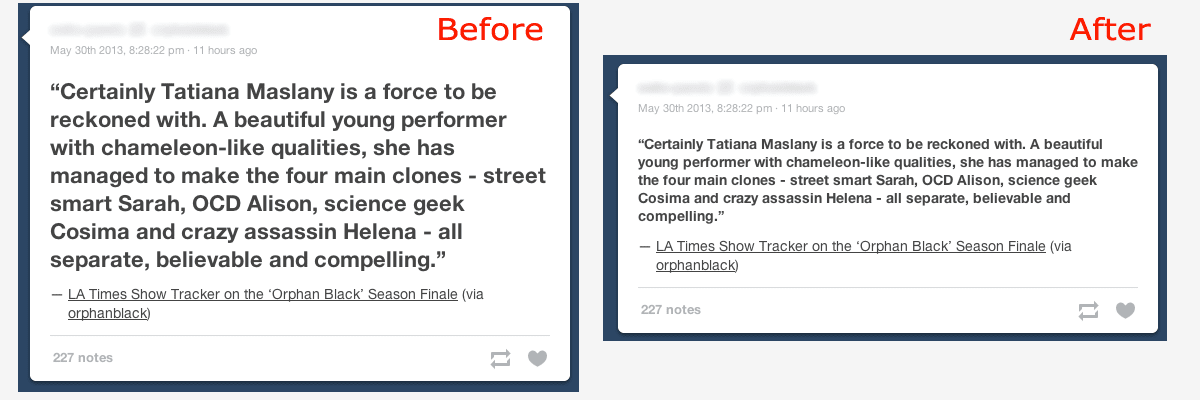 Before
May 30th 2013, 8:28:22 pm · 11 hours ago
“Certainly Tatiana Maslany is a force to be
reckoned with. A beautiful young performer
with chameleon-like qualities, she has
managed to make the four main clones - street
smart Sarah, OCD Alison, science geek
Cosima and crazy assassin Helena - all
separate, believable and compelling.”
— LA Times Show Tracker on the ‘Orphan Black’ Season Finale (via
orphanblack)
227 notes
After
May 30th 2013, 8:28:22 pm · 11 hours ago
“Certainly Tatiana Maslany is a force to be reckoned with. A beautiful
young performer with chameleon-like qualities, she has managed to make
the four main clones - street smart Sarah, OCD Alison, science geek
Cosima and crazy assassin Helena - all separate, believable and
compelling.”
— LA Times Show Tracker on the ‘Orphan Black’ Season Finale (via
orphanblack)
227 notes